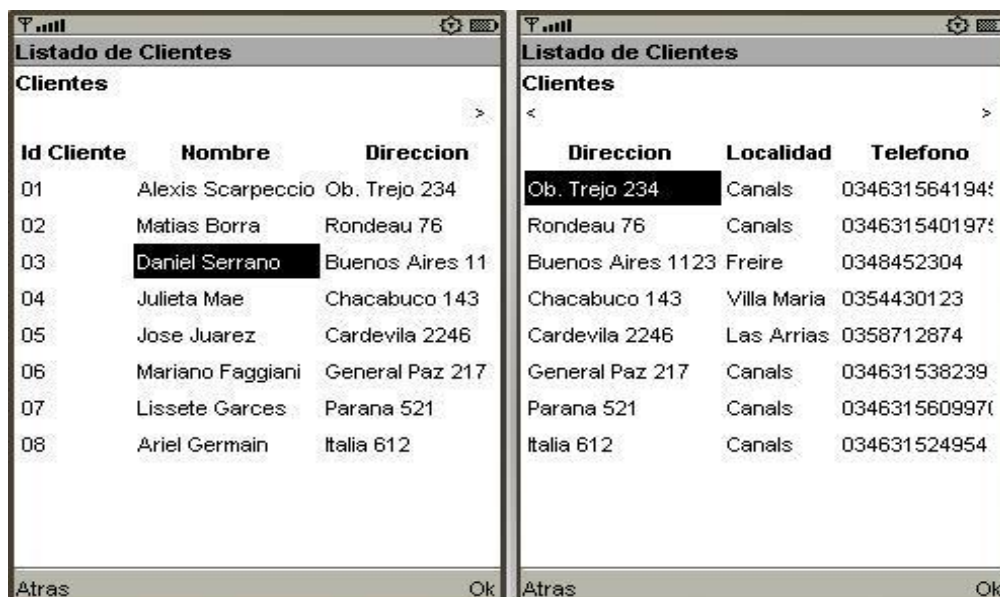 Listado de Clientes
Clientes
>
Id Cliente Nombre Direccion
01 Alexis Scarpeccio Ob. Trejo 234
02 Matias Borra Rondeau 76
03 Daniel Serrano Buenos Aires 11
04 Julieta Mae Chacabuco 143
05 Jose Juarez Cardevila 2246
06 Mariano Faggiani General Paz 217
07 Lissete Garces Parana 521
08 Ariel Germain Italia 612
Atras Ok
Listado de Clientes
Clientes
< >
Direccion Localidad Telefono
Ob. Trejo 234 Canals
Rondeau 76 Canals
Buenos Aires 1123 Freire 0348452304
Chacabuco 143 Villa Maria 0354430123
Cardevila 2246 Las Arrias 0358712874
General Paz 217 Canals 034631538239
Parana 521 Canals
Italia 612 Canals 034631524954
Atras Ok